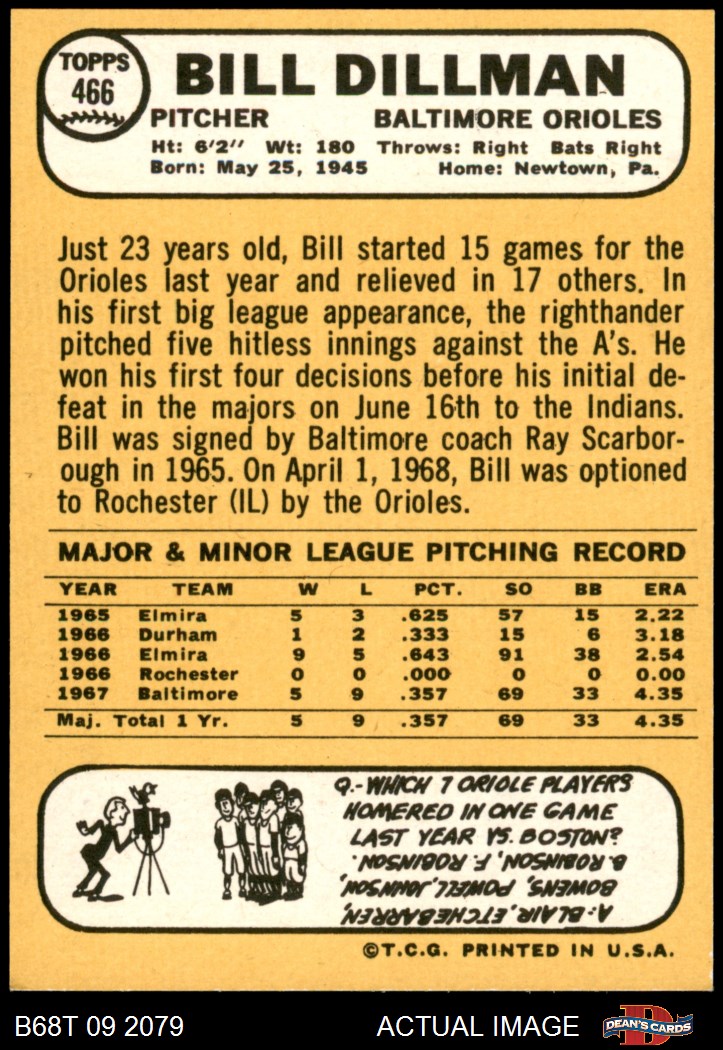 TOPPS
466
BILL DILLMAN
PITCHER BALTIMORE ORIOLES
Ht: 6'2" Wt: 180 Throws: Right Bats Right
Born: May 25, 1945 Home: Newtown, Pa.
Just 23 years old, Bill started 15 games for the
Orioles last year and relieved in 17 others. In
his first big league appearance, the righthander
pitched five hitless innings against the A's. He
won his first four decisions before his initial de-
feat in the majors on June 16th to the Indians.
Bill was signed by Baltimore coach Ray Scarbor-
ough in 1965. On April 1, 1968, Bill was optioned
to Rochester (IL) by the Orioles.
MAJOR & MINOR LEAGUE PITCHING RECORD
YEAR TEAM W L PCT. SO BB ERA
1965 Elmira 5 3 .625 57 15 2.22
1966 Durham 1 2 .333 15 6 3.18
1966 Elmira 9 5 .643 91 38 2.54
1966 Rochester 0 0 .000 0 0 0.00
1967 Baltimore 5 9 .357 69 33 4.35
Maj. Total 1 Yr. 5 9 .357 69 33 4.35
Q.-WHICH 7 ORIOLE PLAYERS
HOMERED IN ONE GAME
LAST YEAR VS. BOSTON?
A: BLAIR, ETCHEBARREN,
BOWENS, POWELL, JOHNSON,
B. ROBINSON, F. ROBINSON.
©T.C.G. PRINTED IN U.S.A.
B68T 09 2079 ACTUAL IMAGE
D
DEAN'S CARDS